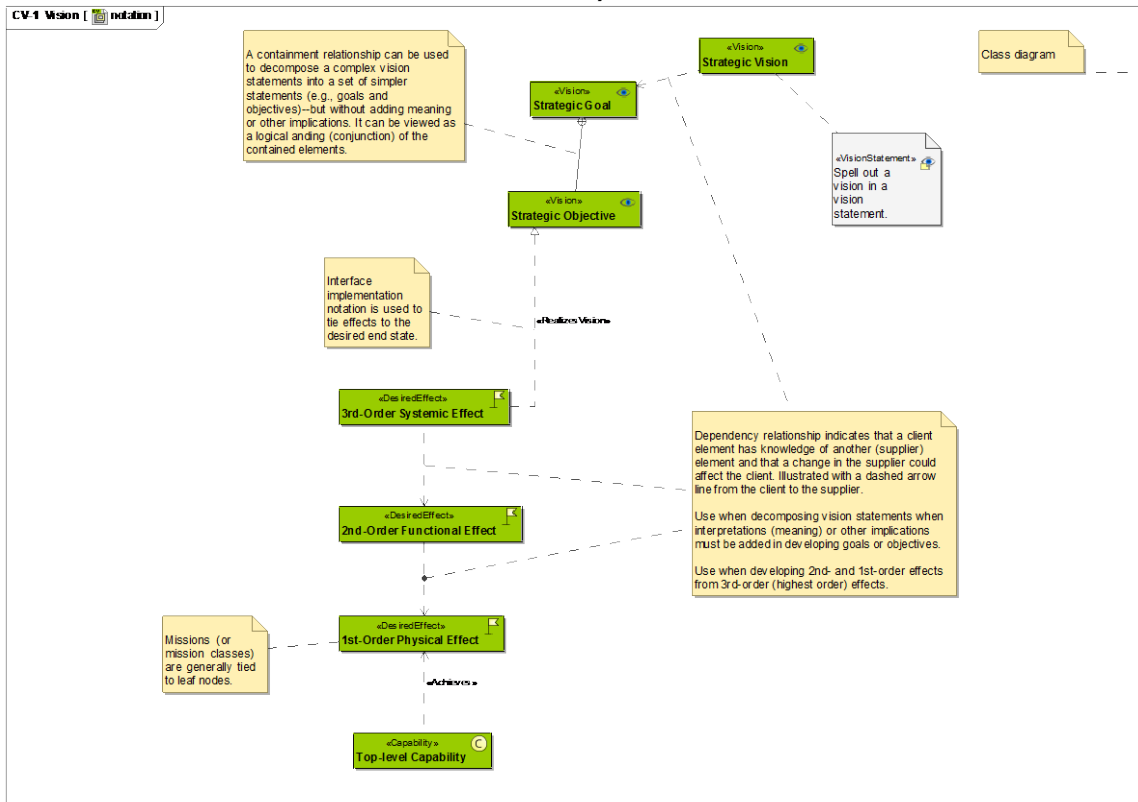 CV-1 Vision [ notation ]
A containment relationship can be used
to decompose a complex vision
statements into a set of simpler
statements (e.g., goals and
objectives)--but without adding meaning
or other implications. It can be viewed as
a logical anding (conjunction) of the
contained elements.
«Vision»
Strategic Goal
«Vision»
Strategic Vision
Class diagram
«VisionStatement»
Spell out a
vision in a
vision
statement.
«Vision»
Strategic Objective
Interface
implementation
notation is used to
tie effects to the
desired end state.
«Realizes Vision»
«DesiredEffect»
3rd-Order Systemic Effect
Dependency relationship indicates that a client
element has knowledge of another (supplier)
element and that a change in the supplier could
affect the client. Illustrated with a dashed arrow
line from the client to the supplier.
Use when decomposing vision statements when
interpretations (meaning) or other implications
must be added in developing goals or objectives.
Use when developing 2nd- and 1st-order effects
from 3rd-order (highest order) effects.
«DesiredEffect»
2nd-Order Functional Effect
«DesiredEffect»
1st-Order Physical Effect
Missions (or
mission classes)
are generally tied
to leaf nodes.
«Achieves»
«Capability»
C
Top-level Capability